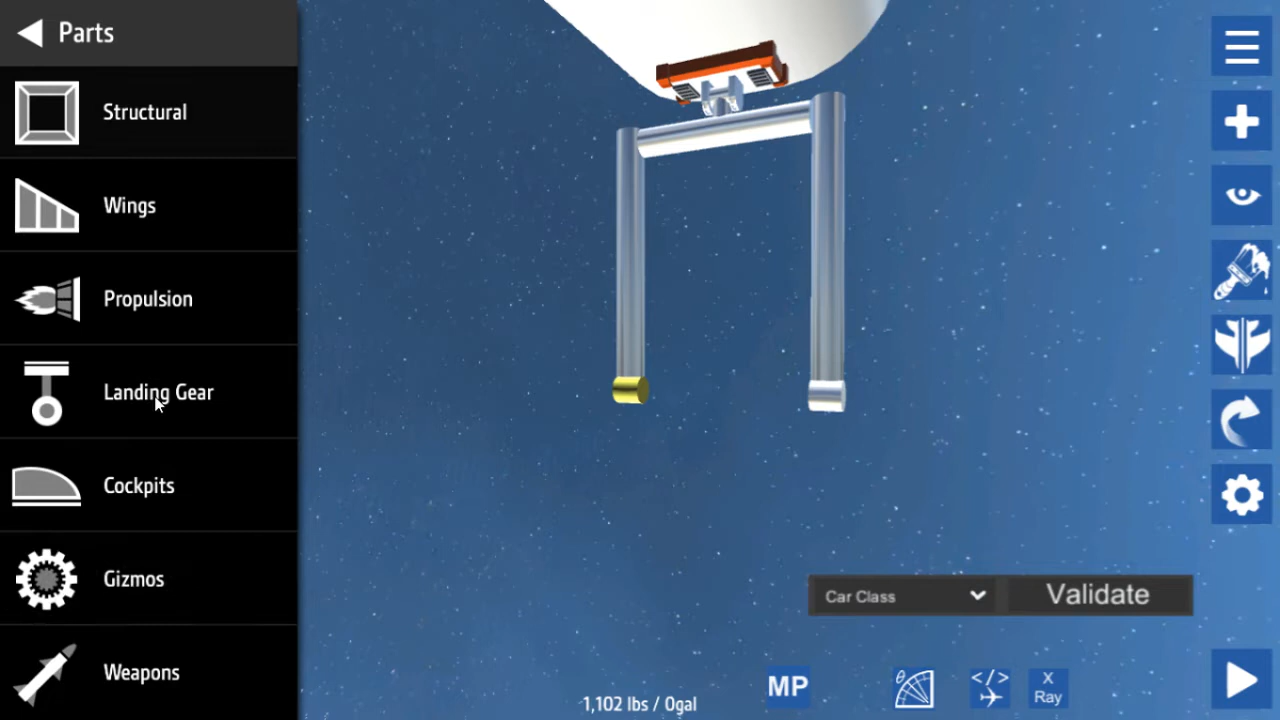 Parts
Structural
Wings
Propulsion
Landing Gear
Cockpits
Gizmos
Weapons
Car Class
Validate
1,102 lbs / 0gal
MP
θ
</>
X
Ray